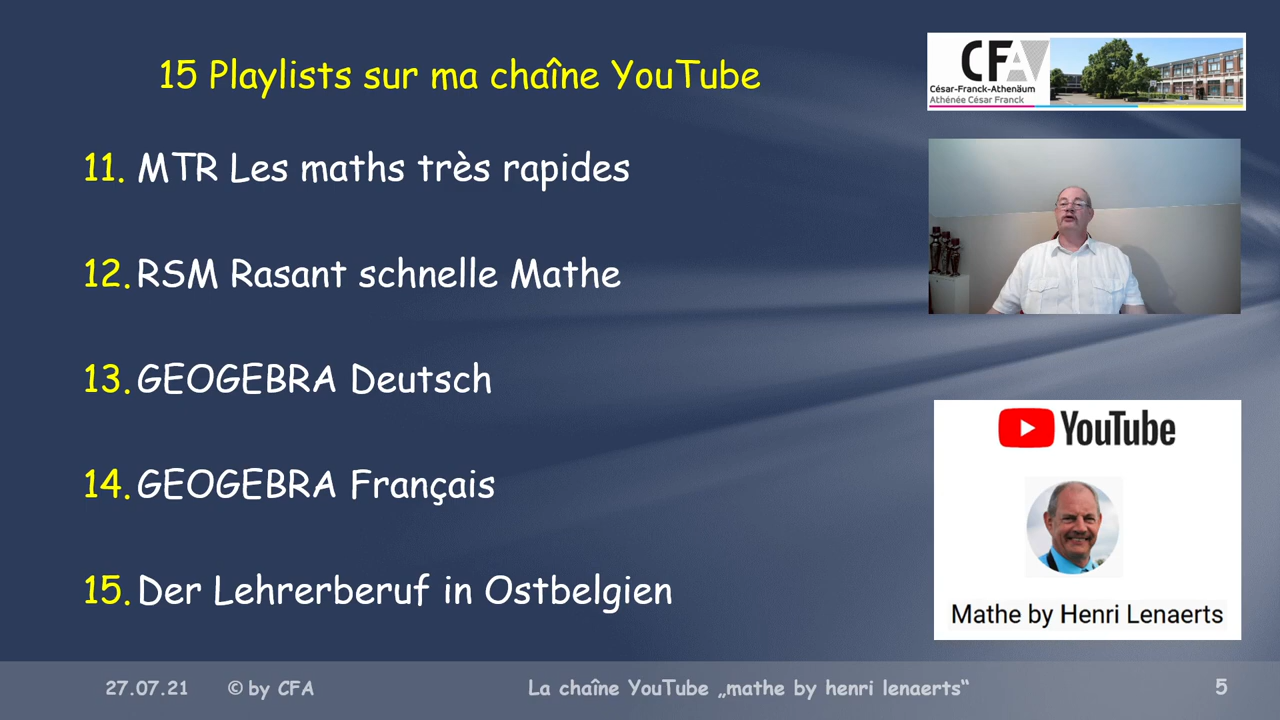 15 Playlists sur ma chaîne YouTube
CFA
César-Franck-Athenäum
Athénée César Franck
11. MTR Les maths très rapides
12. RSM Rasant schnelle Mathe
13. GEOGEBRA Deutsch
14. GEOGEBRA Français
15. Der Lehrerberuf in Ostbelgien
YouTube
Mathe by Henri Lenaerts
27.07.21 © by CFA La chaîne YouTube „mathe by henri lenaerts“ 5